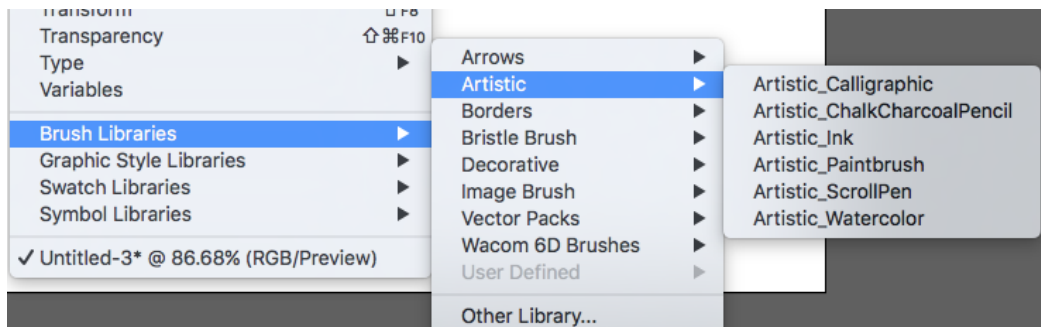 Transform ⇧F8
Transparency ⇧⌘F10
Type
Variables
Brush Libraries
Graphic Style Libraries
Swatch Libraries
Symbol Libraries
✓ Untitled-3* @ 86.68% (RGB/Preview)
Arrows
Artistic
Borders
Bristle Brush
Decorative
Image Brush
Vector Packs
Wacom 6D Brushes
User Defined
Other Library...
Artistic_Calligraphic
Artistic_ChalkCharcoalPencil
Artistic_Ink
Artistic_Paintbrush
Artistic_ScrollPen
Artistic_Watercolor